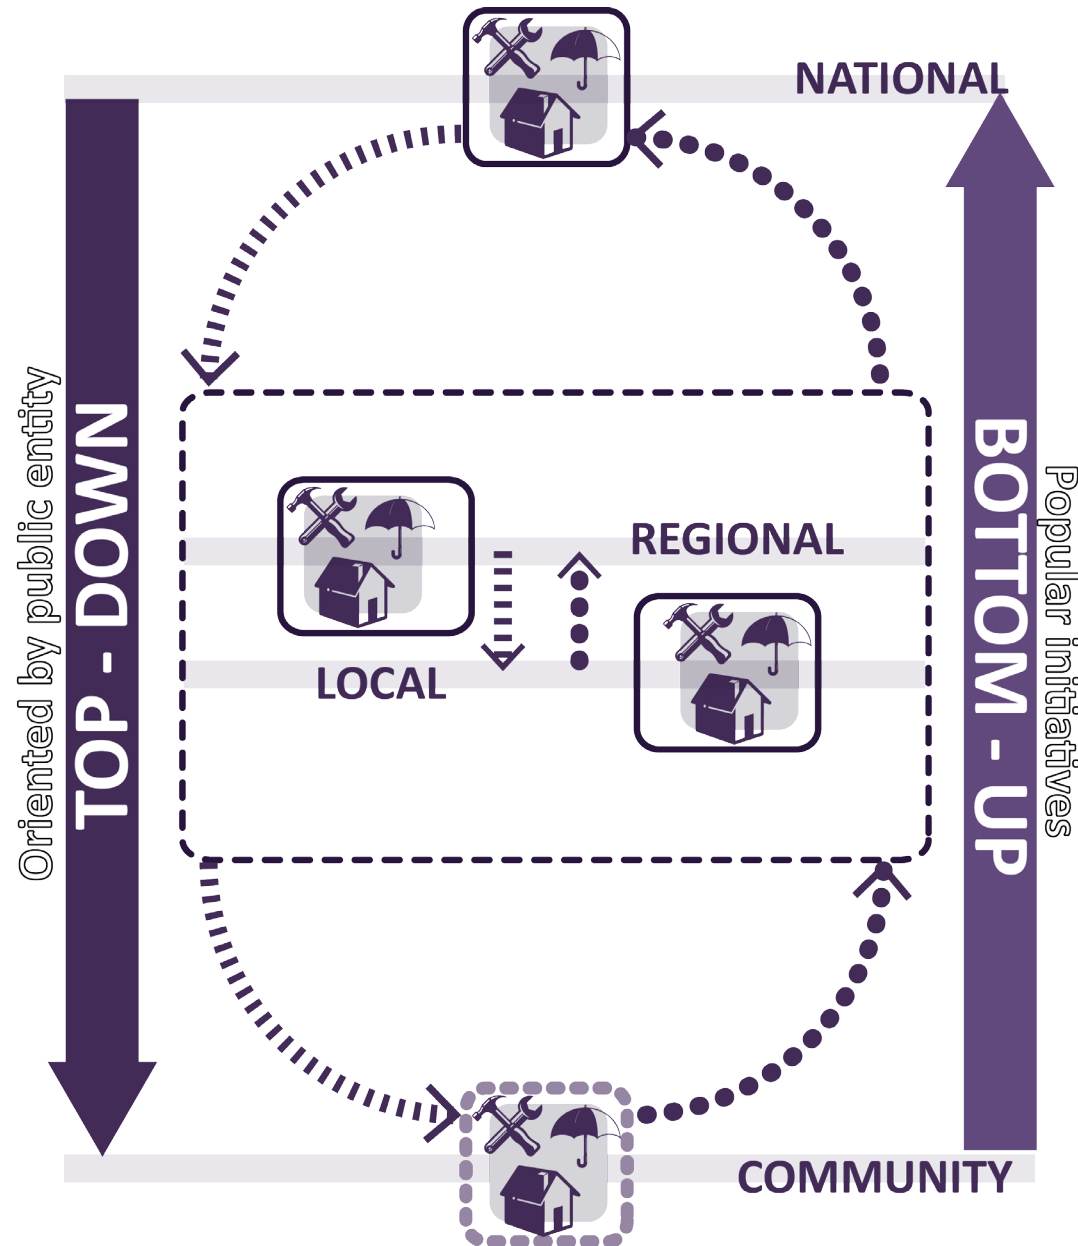 NATIONAL
Oriented by public entity
TOP - DOWN
REGIONAL
LOCAL
BOTTOM - UP
Popular initiatives
COMMUNITY